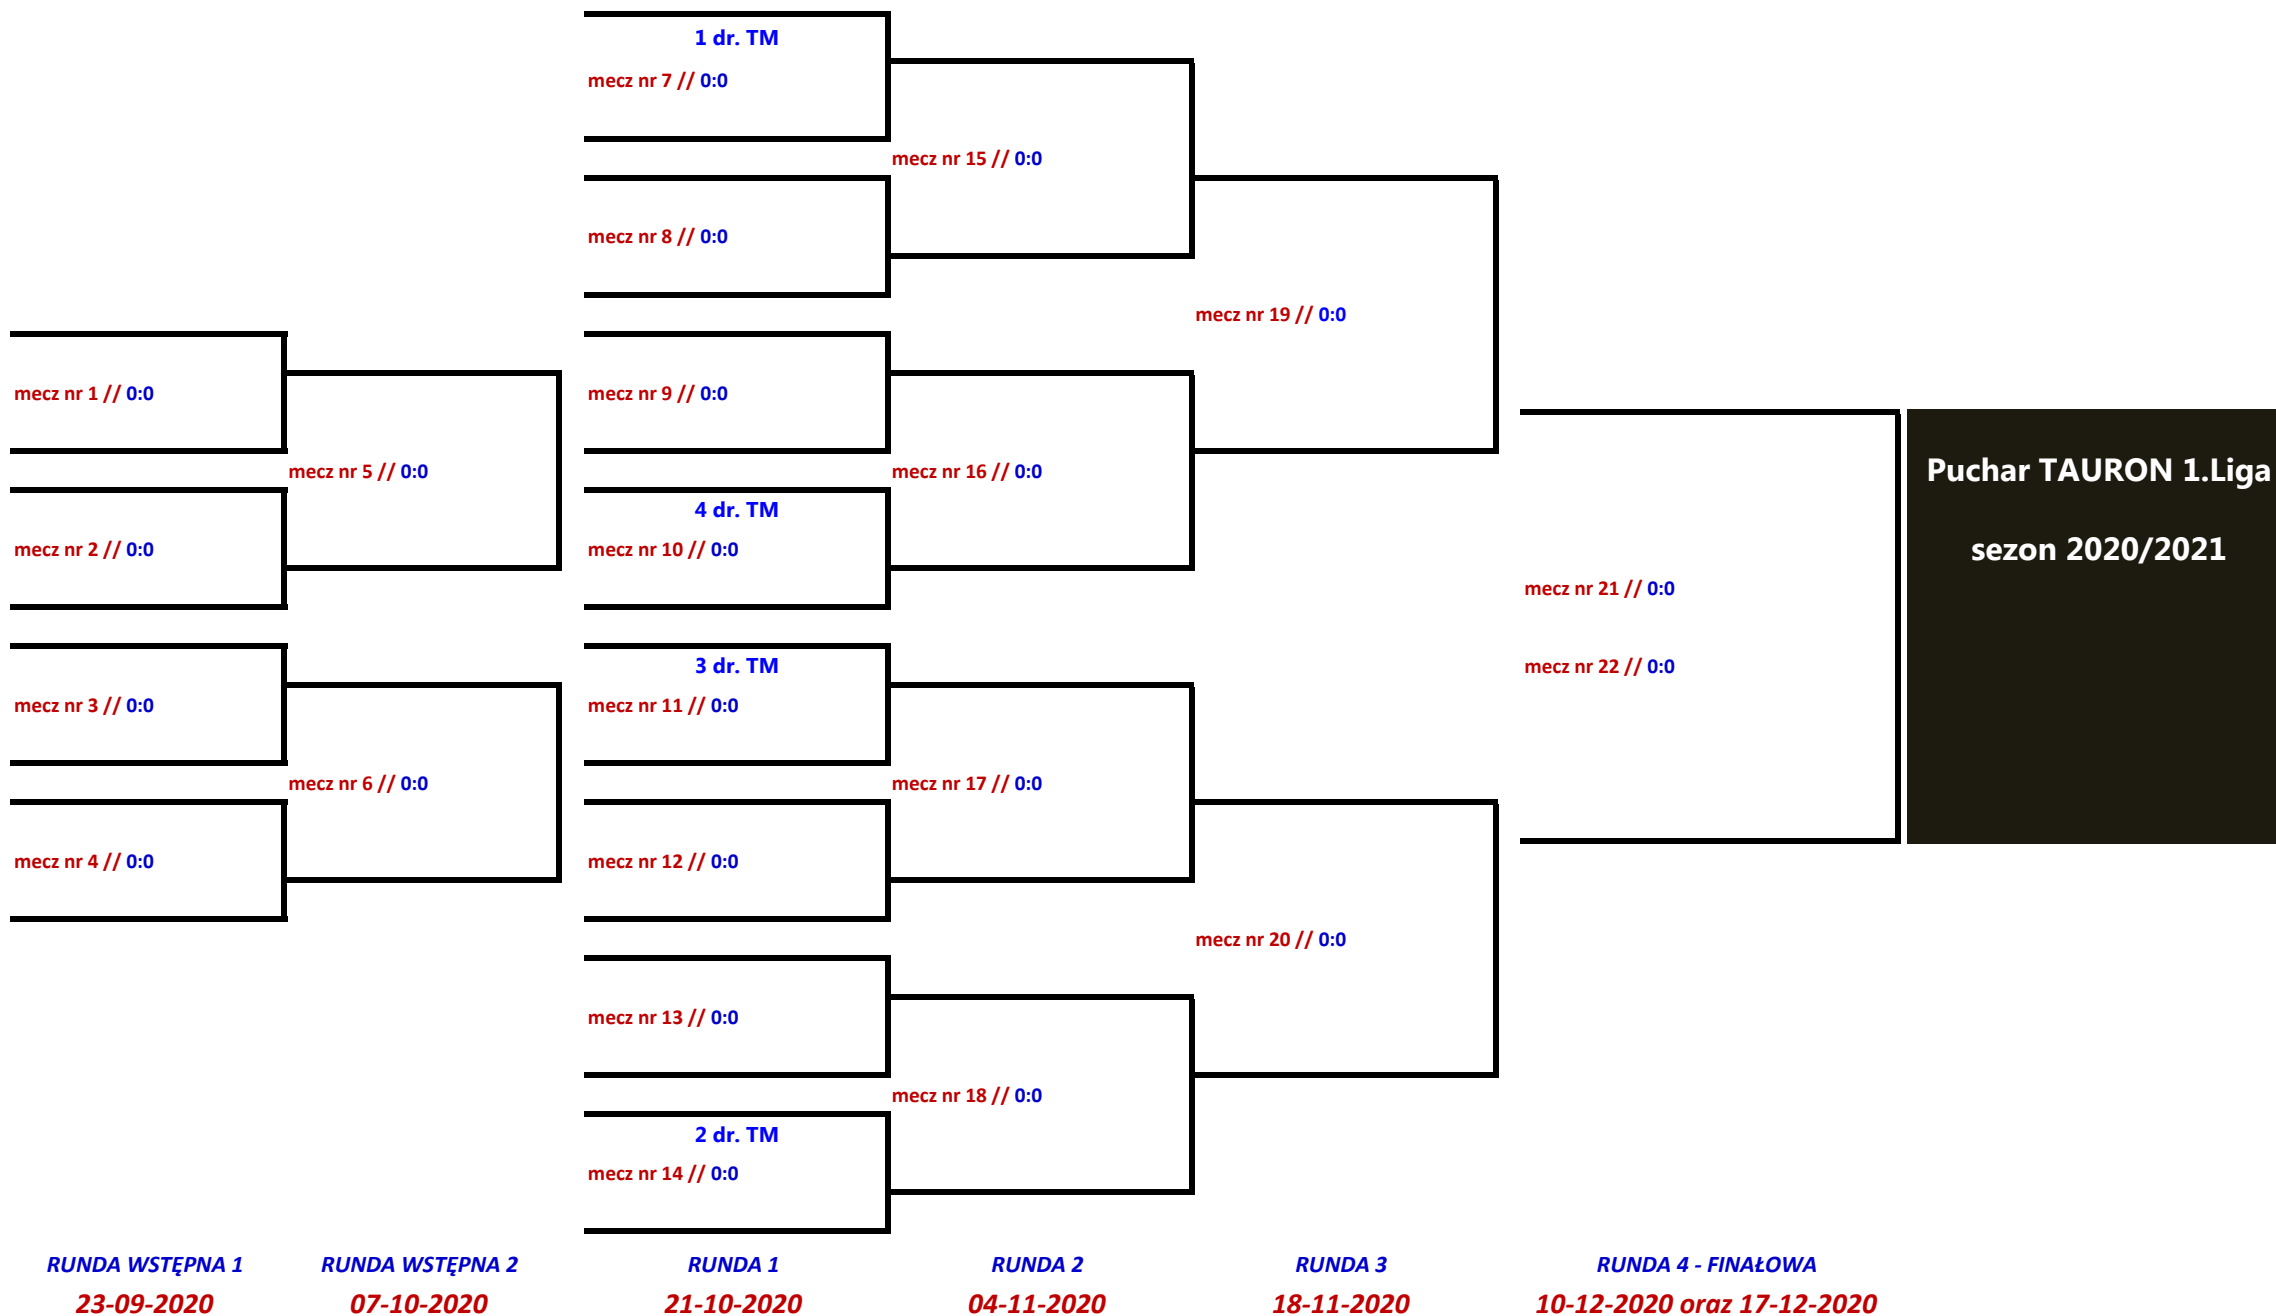 1 dr. TM
mecz nr 7 // 0:0
mecz nr 15 // 0:0
mecz nr 8 // 0:0
mecz nr 19 // 0:0
mecz nr 1 // 0:0
mecz nr 9 // 0:0
mecz nr 5 // 0:0
mecz nr 16 // 0:0
Puchar TAURON 1.Liga
4 dr. TM
mecz nr 2 // 0:0
mecz nr 10 // 0:0
sezon 2020/2021
mecz nr 21 // 0:0
3 dr. TM
mecz nr 22 // 0:0
mecz nr 3 // 0:0
mecz nr 11 // 0:0
mecz nr 6 // 0:0
mecz nr 17 // 0:0
mecz nr 4 // 0:0
mecz nr 12 // 0:0
mecz nr 20 // 0:0
mecz nr 13 // 0:0
mecz nr 18 // 0:0
2 dr. TM
mecz nr 14 // 0:0
RUNDA WSTĘPNA 1 RUNDA WSTĘPNA 2 RUNDA 1 RUNDA 2 RUNDA 3 RUNDA 4 - FINAŁOWA
23-09-2020 07-10-2020 21-10-2020 04-11-2020 18-11-2020 10-12-2020 oraz 17-12-2020